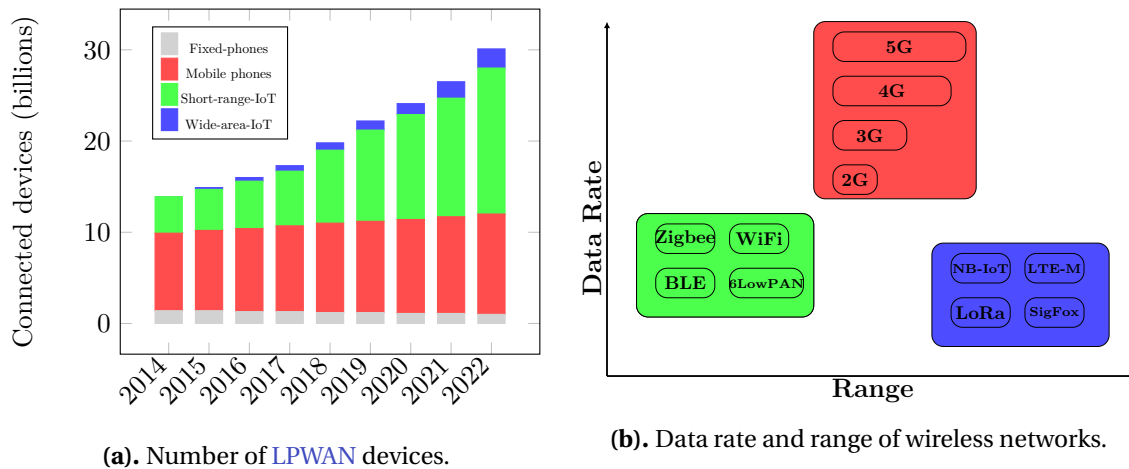 Connected devices (billions)
30
20
10
0
Fixed-phones
Mobile phones
Short-range-IoT
Wide-area-IoT
2014
2015
2016
2017
2018
2019
2020
2021
2022
(a). Number of LPWAN devices.
Data Rate
5G
4G
3G
2G
Zigbee WiFi
BLE 6LowPAN
NB-IoT LTE-M
LoRa SigFox
Range
(b). Data rate and range of wireless networks.